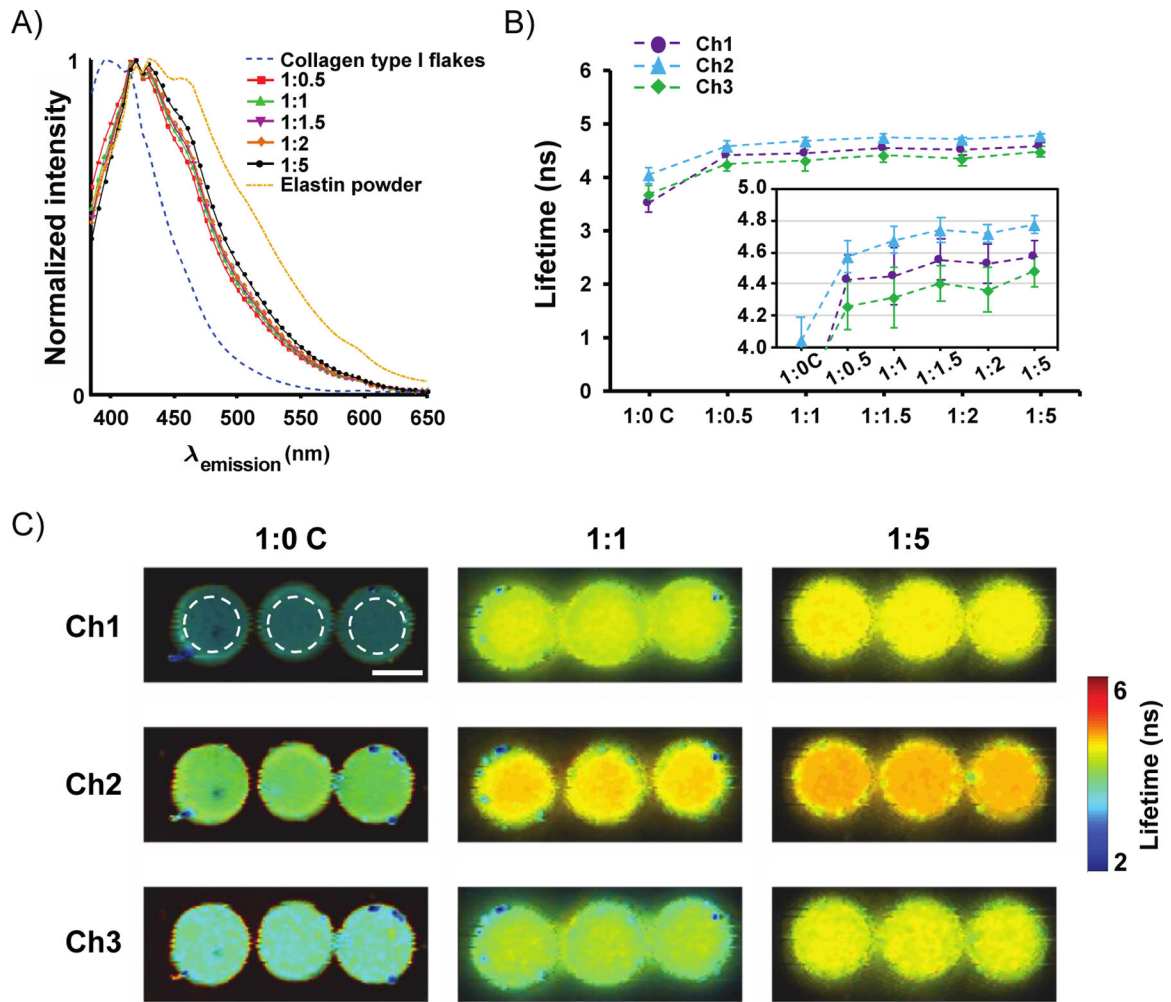 A)
Normalized intensity
1
0
400 450 500 550 600 650
λemission (nm)
Collagen type I flakes
1:0.5
1:1
1:1.5
1:2
1:5
Elastin powder
B)
Ch1
Ch2
Ch3
Lifetime (ns)
6
5
4
3
2
1
0
1:0 C 1:0.5 1:1 1:1.5 1:2 1:5
5.0
4.8
4.6
4.4
4.2
4.0
1:0C 1:0.5 1:1 1:1.5 1:2 1:5
C)
1:0 C 1:1 1:5
Ch1
Ch2
Ch3
6
2
Lifetime (ns)